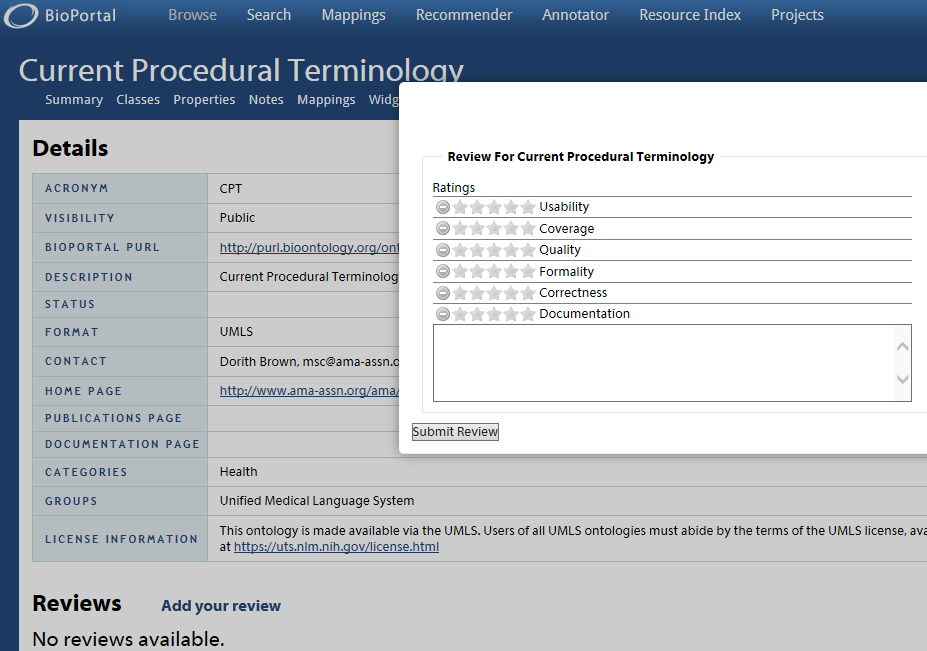 BioPortal
Browse Search Mappings Recommender Annotator Resource Index Projects
Current Procedural Terminology
Summary Classes Properties Notes Mappings Widg
Details
ACRONYM CPT
VISIBILITY Public
BIOPORTAL PURL http://purl.bioontology.org/ont
DESCRIPTION Current Procedural Terminolog
STATUS
FORMAT UMLS
CONTACT Dorith Brown, msc@ama-assn.o
HOME PAGE http://www.ama-assn.org/ama/
PUBLICATIONS PAGE
DOCUMENTATION PAGE
CATEGORIES Health
GROUPS Unified Medical Language System
LICENSE INFORMATION This ontology is made available via the UMLS. Users of all UMLS ontologies must abide by the terms of the UMLS license, ava
at https://uts.nlm.nih.gov/license.html
Reviews Add your review
No reviews available.
Review For Current Procedural Terminology
Ratings
Usability
Coverage
Quality
Formality
Correctness
Documentation
Submit Review